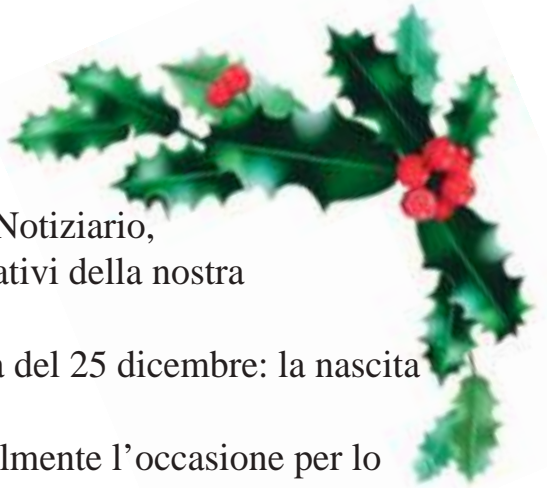 Notiziario,
ativi della nostra
a del 25 dicembre: la nascita
lmente l’occasione per lo